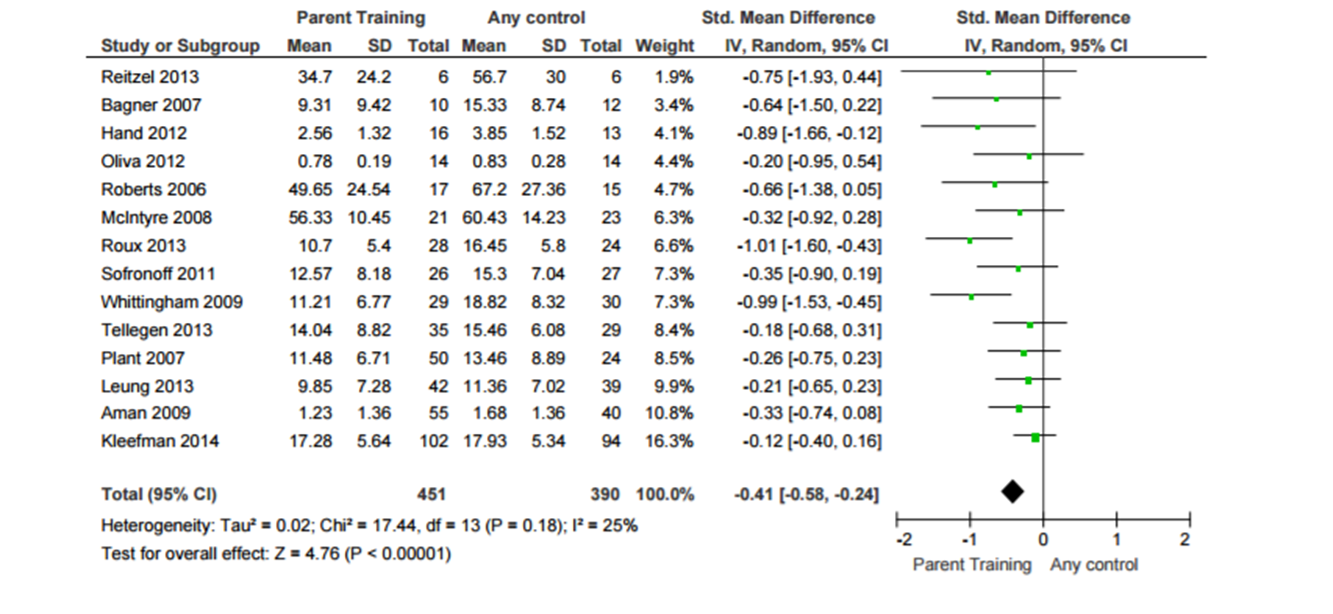 Parent Training Any control Std. Mean Difference Std. Mean Difference
Study or Subgroup Mean SD Total Mean SD Total Weight IV, Random, 95% CI IV, Random, 95% CI
Reitzel 2013 34.7 24.2 6 56.7 30 6 1.9% -0.75 [-1.93, 0.44]
Bagner 2007 9.31 9.42 10 15.33 8.74 12 3.4% -0.64 [-1.50, 0.22]
Hand 2012 2.56 1.32 16 3.85 1.52 13 4.1% -0.89 [-1.66, -0.12]
Oliva 2012 0.78 0.19 14 0.83 0.28 14 4.4% -0.20 [-0.95, 0.54]
Roberts 2006 49.65 24.54 17 67.2 27.36 15 4.7% -0.66 [-1.38, 0.05]
McIntyre 2008 56.33 10.45 21 60.43 14.23 23 6.3% -0.32 [-0.92, 0.28]
Roux 2013 10.7 5.4 28 16.45 5.8 24 6.6% -1.01 [-1.60, -0.43]
Sofronoff 2011 12.57 8.18 26 15.3 7.04 27 7.3% -0.35 [-0.90, 0.19]
Whittingham 2009 11.21 6.77 29 18.82 8.32 30 7.3% -0.99 [-1.53, -0.45]
Tellegen 2013 14.04 8.82 35 15.46 6.08 29 8.4% -0.18 [-0.68, 0.31]
Plant 2007 11.48 6.71 50 13.46 8.89 24 8.5% -0.26 [-0.75, 0.23]
Leung 2013 9.85 7.28 42 11.36 7.02 39 9.9% -0.21 [-0.65, 0.23]
Aman 2009 1.23 1.36 55 1.68 1.36 40 10.8% -0.33 [-0.74, 0.08]
Kleefman 2014 17.28 5.64 102 17.93 5.34 94 16.3% -0.12 [-0.40, 0.16]
Total (95% CI) 451 390 100.0% -0.41 [-0.58, -0.24]
Heterogeneity: Tau² = 0.02; Chi² = 17.44, df = 13 (P = 0.18); I² = 25%
Test for overall effect: Z = 4.76 (P < 0.00001)
-2 -1 0 1 2
Parent Training Any control